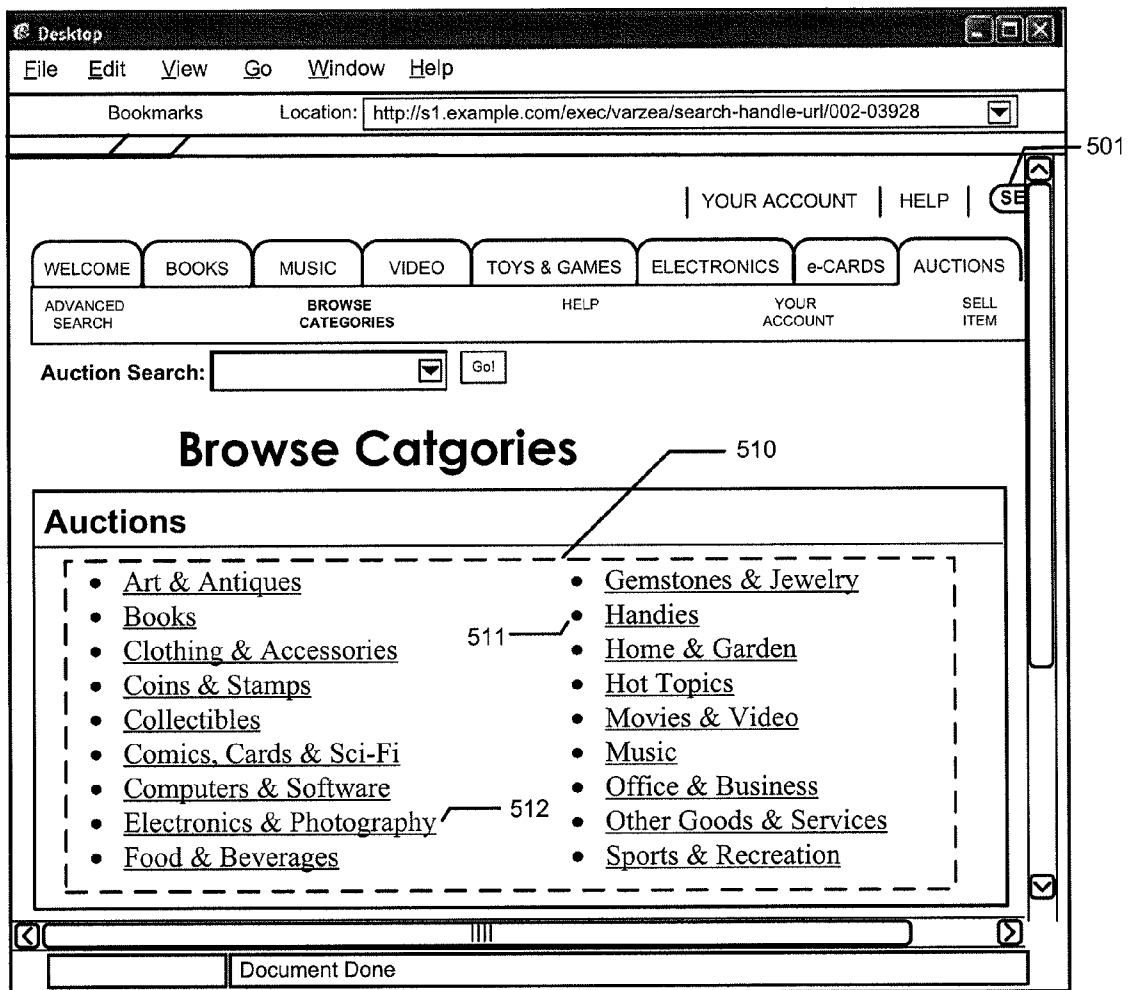 Desktop
File Edit View Go Window Help
Bookmarks Location: http://s1.example.com/exec/varzea/search-handle-url/002-03928
501
YOUR ACCOUNT HELP SE
WELCOME BOOKS MUSIC VIDEO TOYS & GAMES ELECTRONICS e-CARDS AUCTIONS
ADVANCED SEARCH BROWSE CATEGORIES HELP YOUR ACCOUNT SELL ITEM
Auction Search: Go!
Browse Catgories
510
Auctions
Art & Antiques
Books
Clothing & Accessories
Coins & Stamps
Collectibles
Comics, Cards & Sci-Fi
Computers & Software
Electronics & Photography
512
Food & Beverages
Gemstones & Jewelry
511
Handies
Home & Garden
Hot Topics
Movies & Video
Music
Office & Business
Other Goods & Services
Sports & Recreation
Document Done